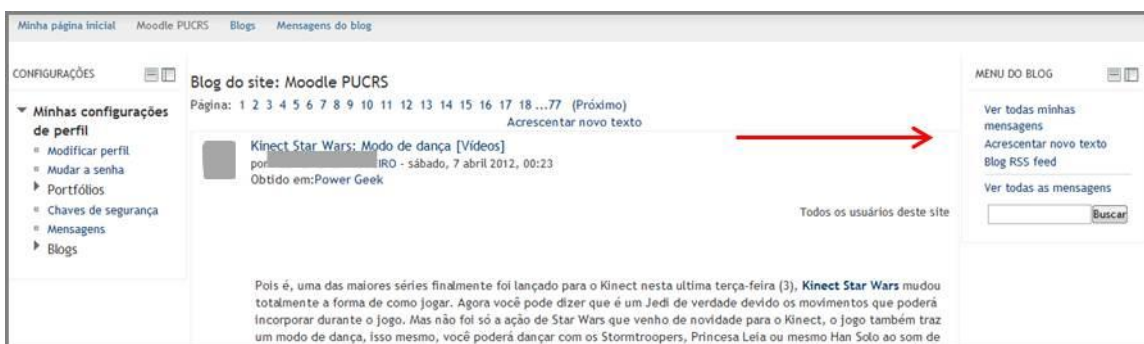 Minha página inicial Moodle PUCRS Blogs Mensagens do blog
CONFIGURAÇÕES
Minhas configurações
de perfil
Modificar perfil
Mudar a senha
Portfólios
Chaves de segurança
Mensagens
Blogs
Blog do site: Moodle PUCRS
Página: 1 2 3 4 5 6 7 8 9 10 11 12 13 14 15 16 17 18 ...77 (Próximo)
Acrescentar novo texto
Kinect Star Wars: Modo de dança [Vídeos]
por IRO - sábado, 7 abril 2012, 00:23
Obtido em:Power Geek
Todos os usuários deste site
Pois é, uma das maiores séries finalmente foi lançado para o Kinect nesta ultima terça-feira (3), Kinect Star Wars mudou
totalmente a forma de como jogar. Agora você pode dizer que é um Jedi de verdade devido os movimentos que poderá
incorporar durante o jogo. Mas não foi só a ação de Star Wars que venho de novidade para o Kinect, o jogo também traz
um modo de dança, isso mesmo, você poderá dançar com os Stormtroopers, Princesa Leia ou mesmo Han Solo ao som de
MENU DO BLOG
Ver todas minhas
mensagens
Acrescentar novo texto
Blog RSS feed
Ver todas as mensagens
Buscar